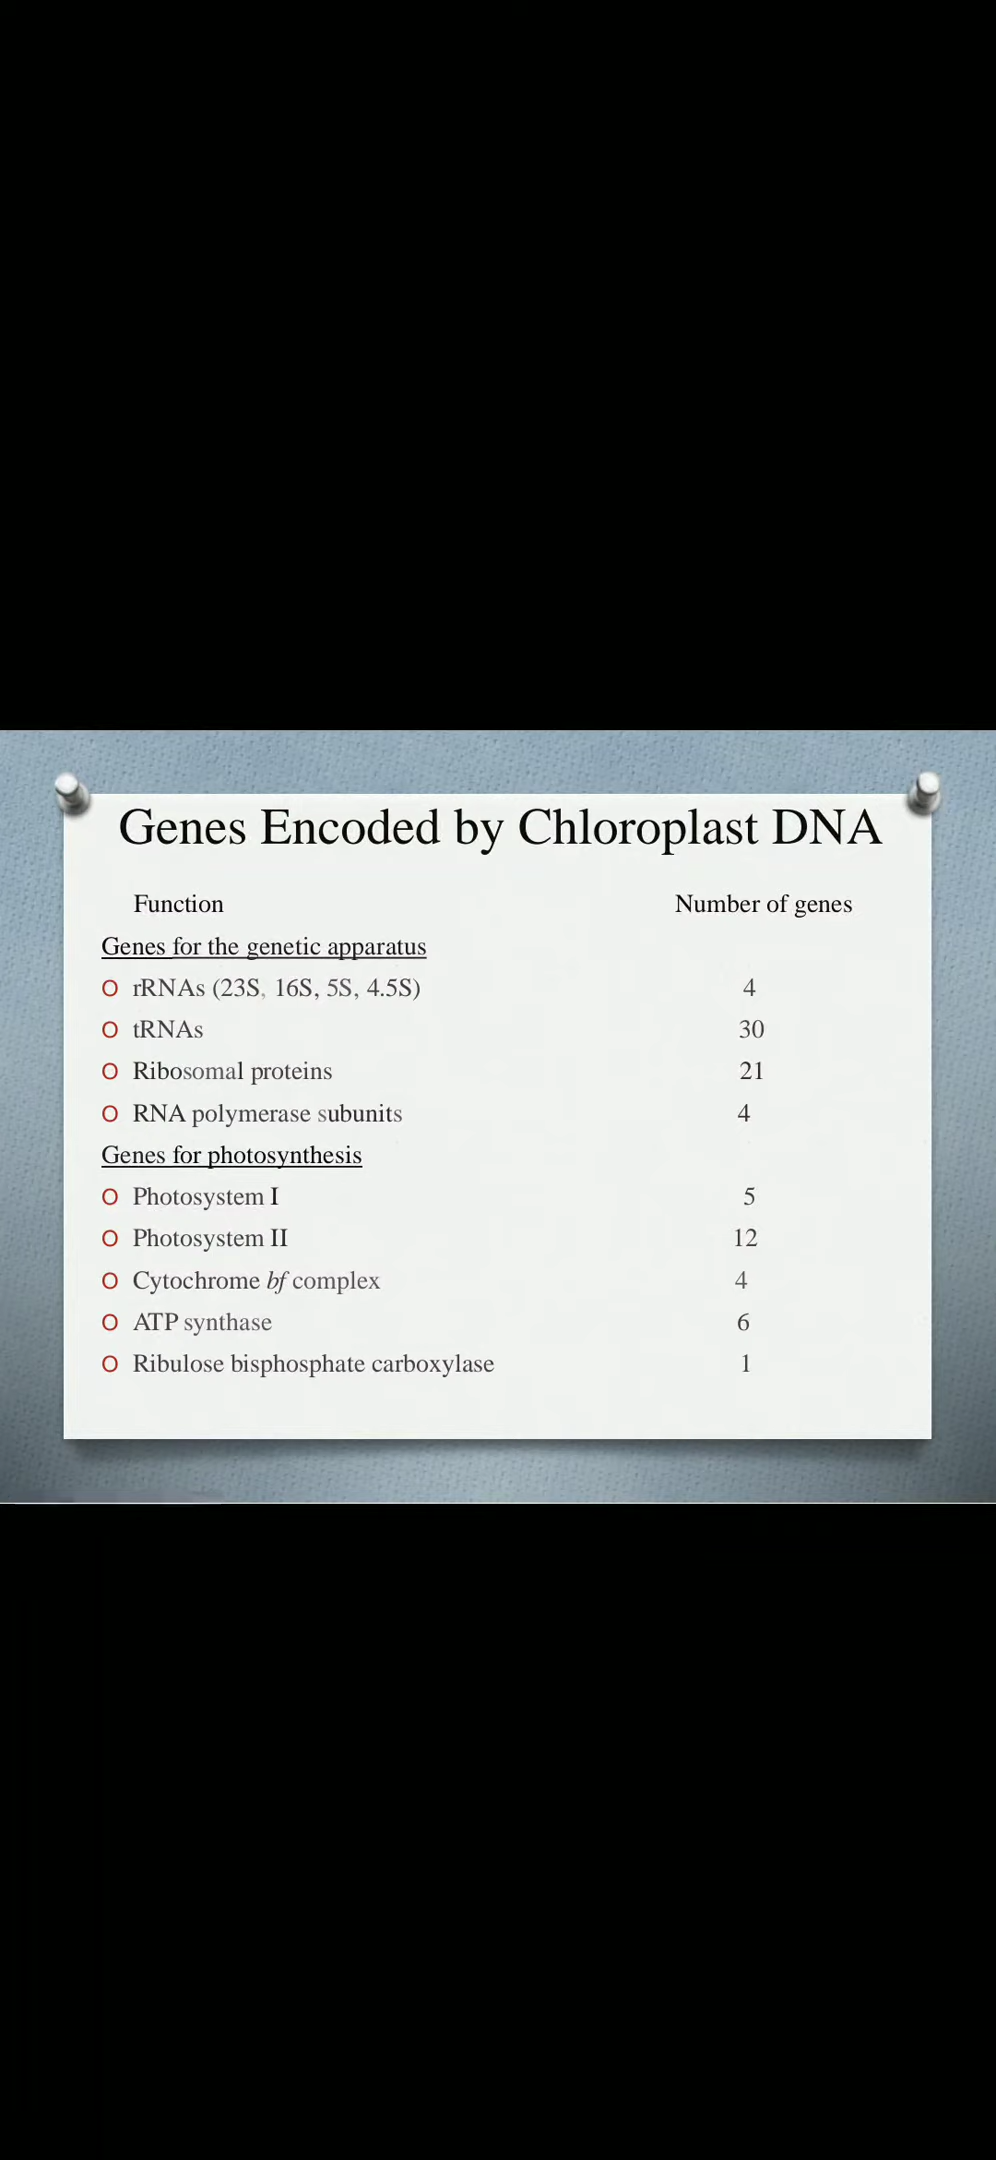 Genes Encoded by Chloroplast DNA
Function Number of genes
Genes for the genetic apparatus
O rRNAs (23S, 16S, 5S, 4.5S) 4
O tRNAs 30
O Ribosomal proteins 21
O RNA polymerase subunits 4
Genes for photosynthesis
O Photosystem I 5
O Photosystem II 12
O Cytochrome bf complex 4
O ATP synthase 6
O Ribulose bisphosphate carboxylase 1